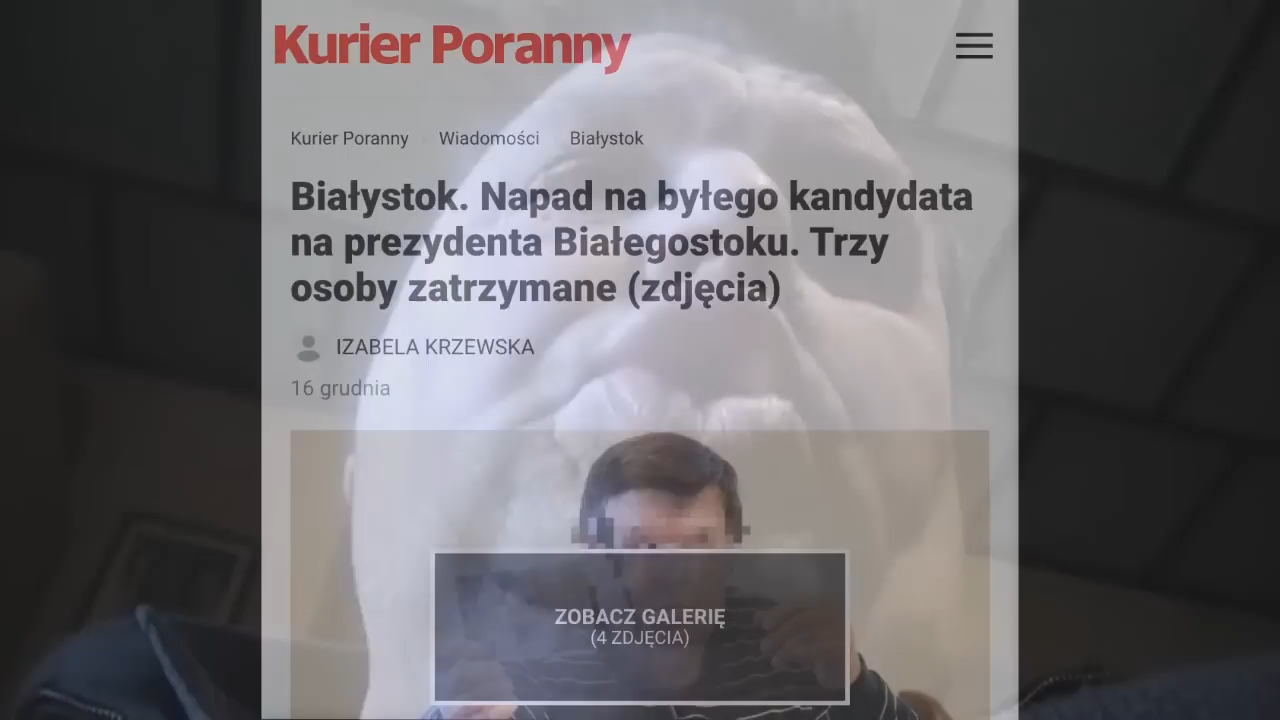 Kurier Poranny
Kurier Poranny Wiadomości Białystok
Białystok. Napad na byłego kandydata
na prezydenta Białegostoku. Trzy
osoby zatrzymane (zdjęcia)
IZABELA KRZEWSKA
16 grudnia
ZOBACZ GALERIĘ
(4 ZDJĘCIA)